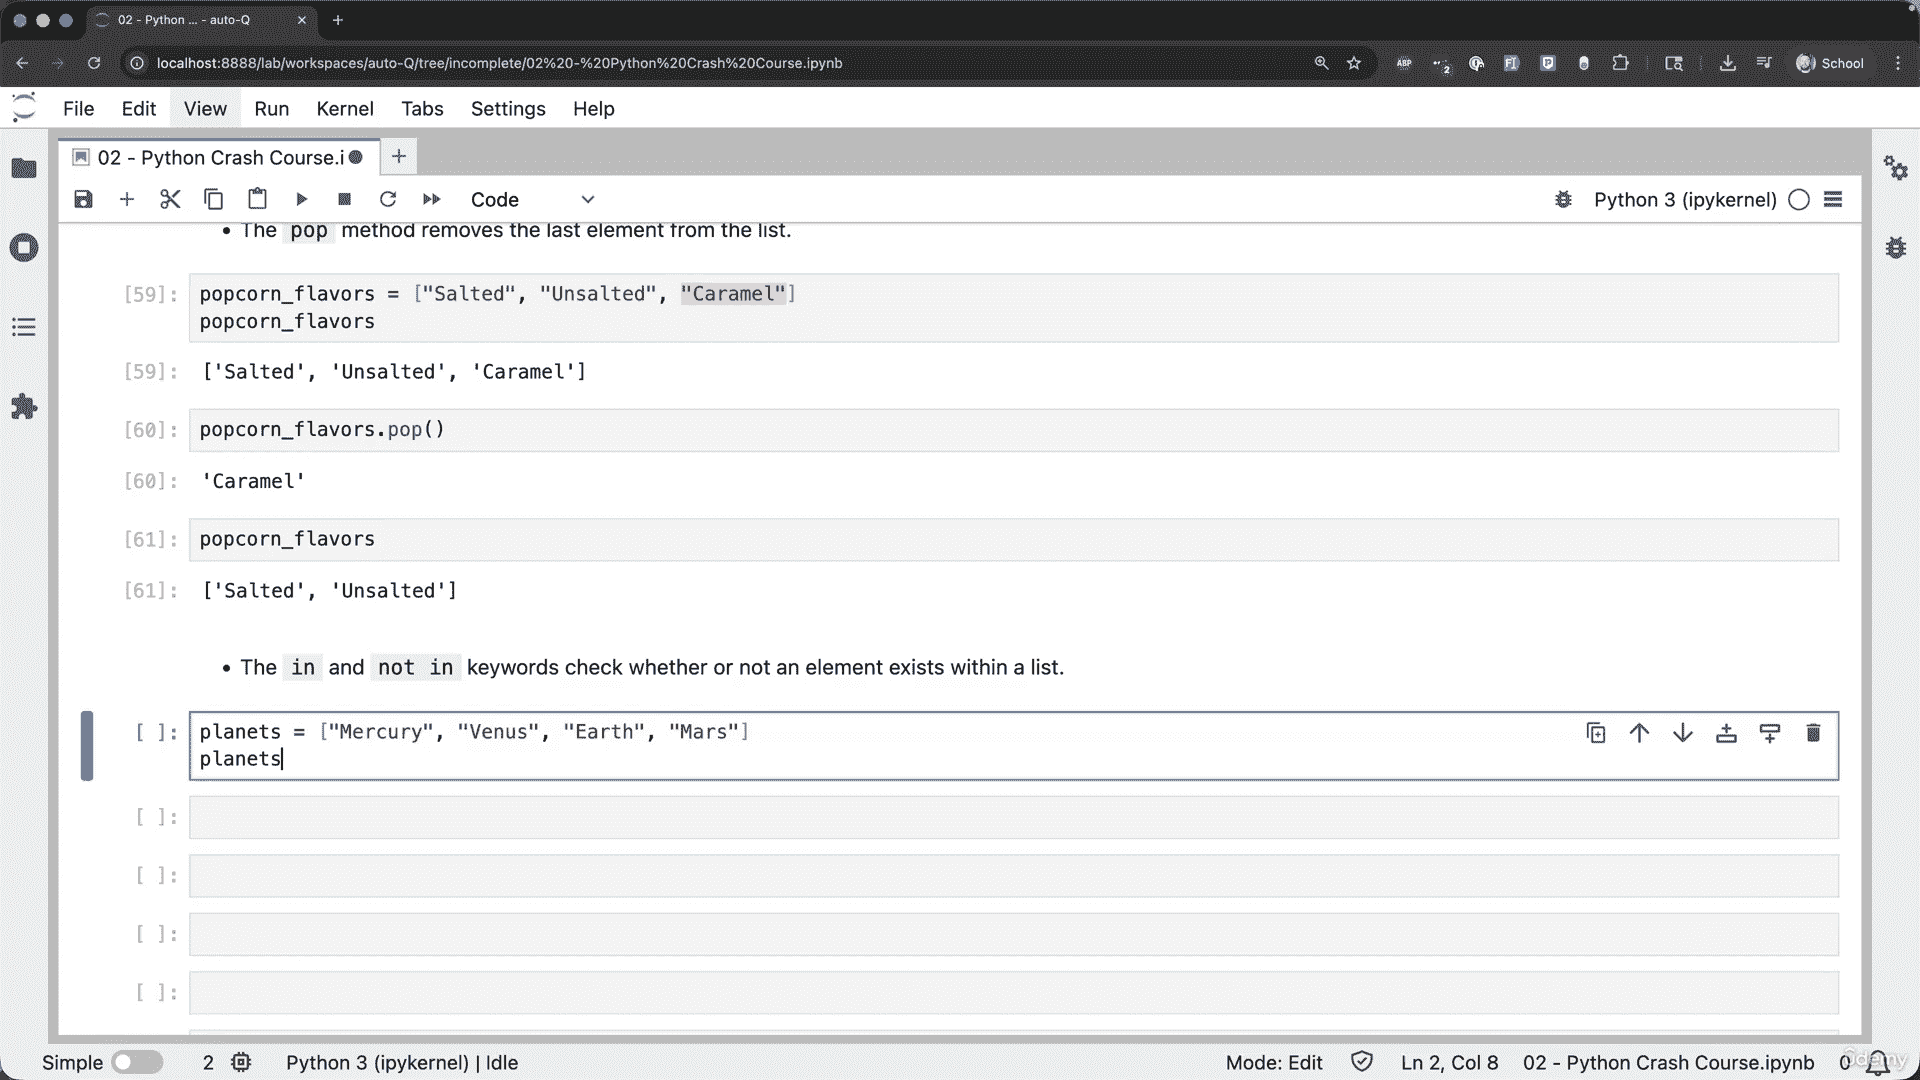 02 - Python ... - auto-Q
localhost:8888/lab/workspaces/auto-Q/tree/incomplete/02%20-%20Python%20Crash%20Course.ipynb
ABP
2
School
File Edit View Run Kernel Tabs Settings Help
02 - Python Crash Course.i
Code
Python 3 (ipykernel)
• The pop method removes the last element from the list.
[59]: popcorn_flavors = ["Salted", "Unsalted", "Caramel"]
popcorn_flavors
[59]: ['Salted', 'Unsalted', 'Caramel']
[60]: popcorn_flavors.pop()
[60]: 'Caramel'
[61]: popcorn_flavors
[61]: ['Salted', 'Unsalted']
• The in and not in keywords check whether or not an element exists within a list.
[ ]: planets = ["Mercury", "Venus", "Earth", "Mars"]
planets
[ ]:
[ ]:
[ ]:
[ ]:
Simple 2 Python 3 (ipykernel) | Idle Mode: Edit Ln 2, Col 8 02 - Python Crash Course.ipynb 0
Udemy